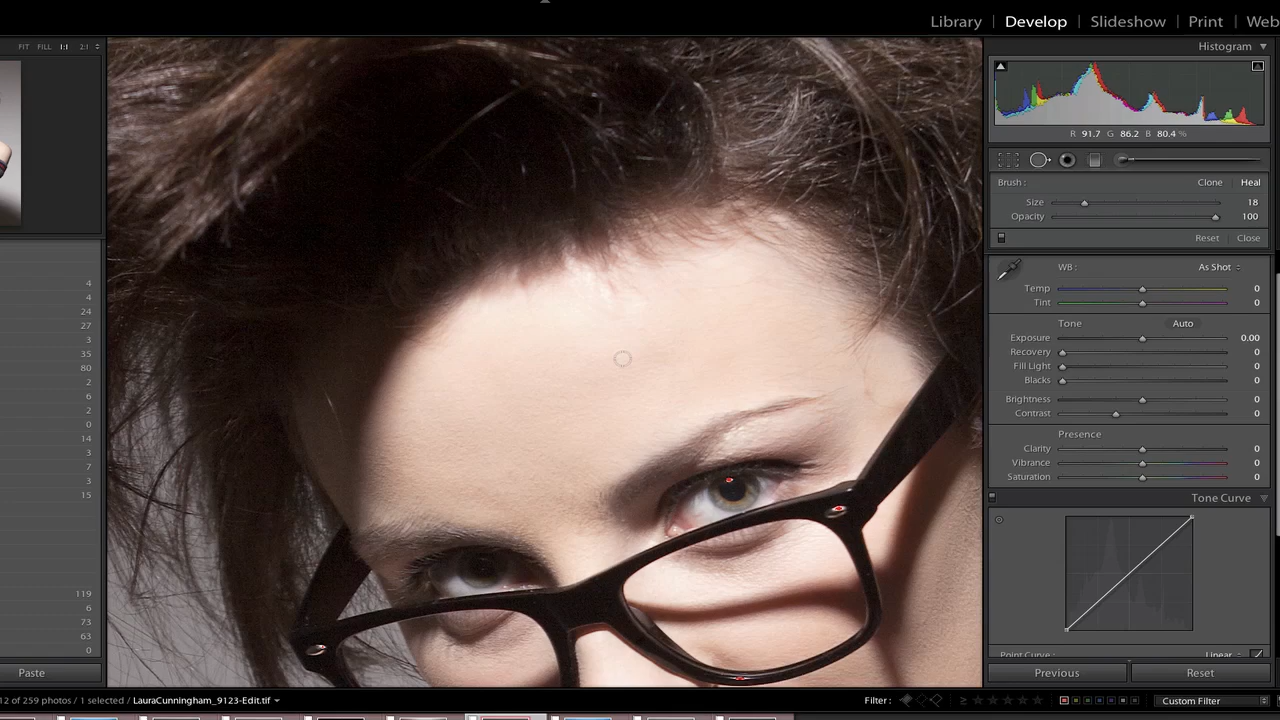 Library | Develop | Slideshow | Print | Web
FIT FILL 1:1 2:1
Histogram
R 91.7 G 86.2 B 80.4 %
Brush : Clone Heal
Size 18
Opacity 100
Reset Close
WB : As Shot
Temp 0
Tint 0
Tone Auto
Exposure 0.00
Recovery 0
Fill Light 0
Blacks 0
Brightness 0
Contrast 0
Presence
Clarity 0
Vibrance 0
Saturation 0
Tone Curve
Point Curve : Linear
4
4
24
27
3
35
80
2
6
2
0
14
3
7
3
15
119
6
73
63
0
Paste
Previous Reset
12 of 259 photos / 1 selected / LauraCunningham_9123-Edit.tif
Filter : Custom Filter